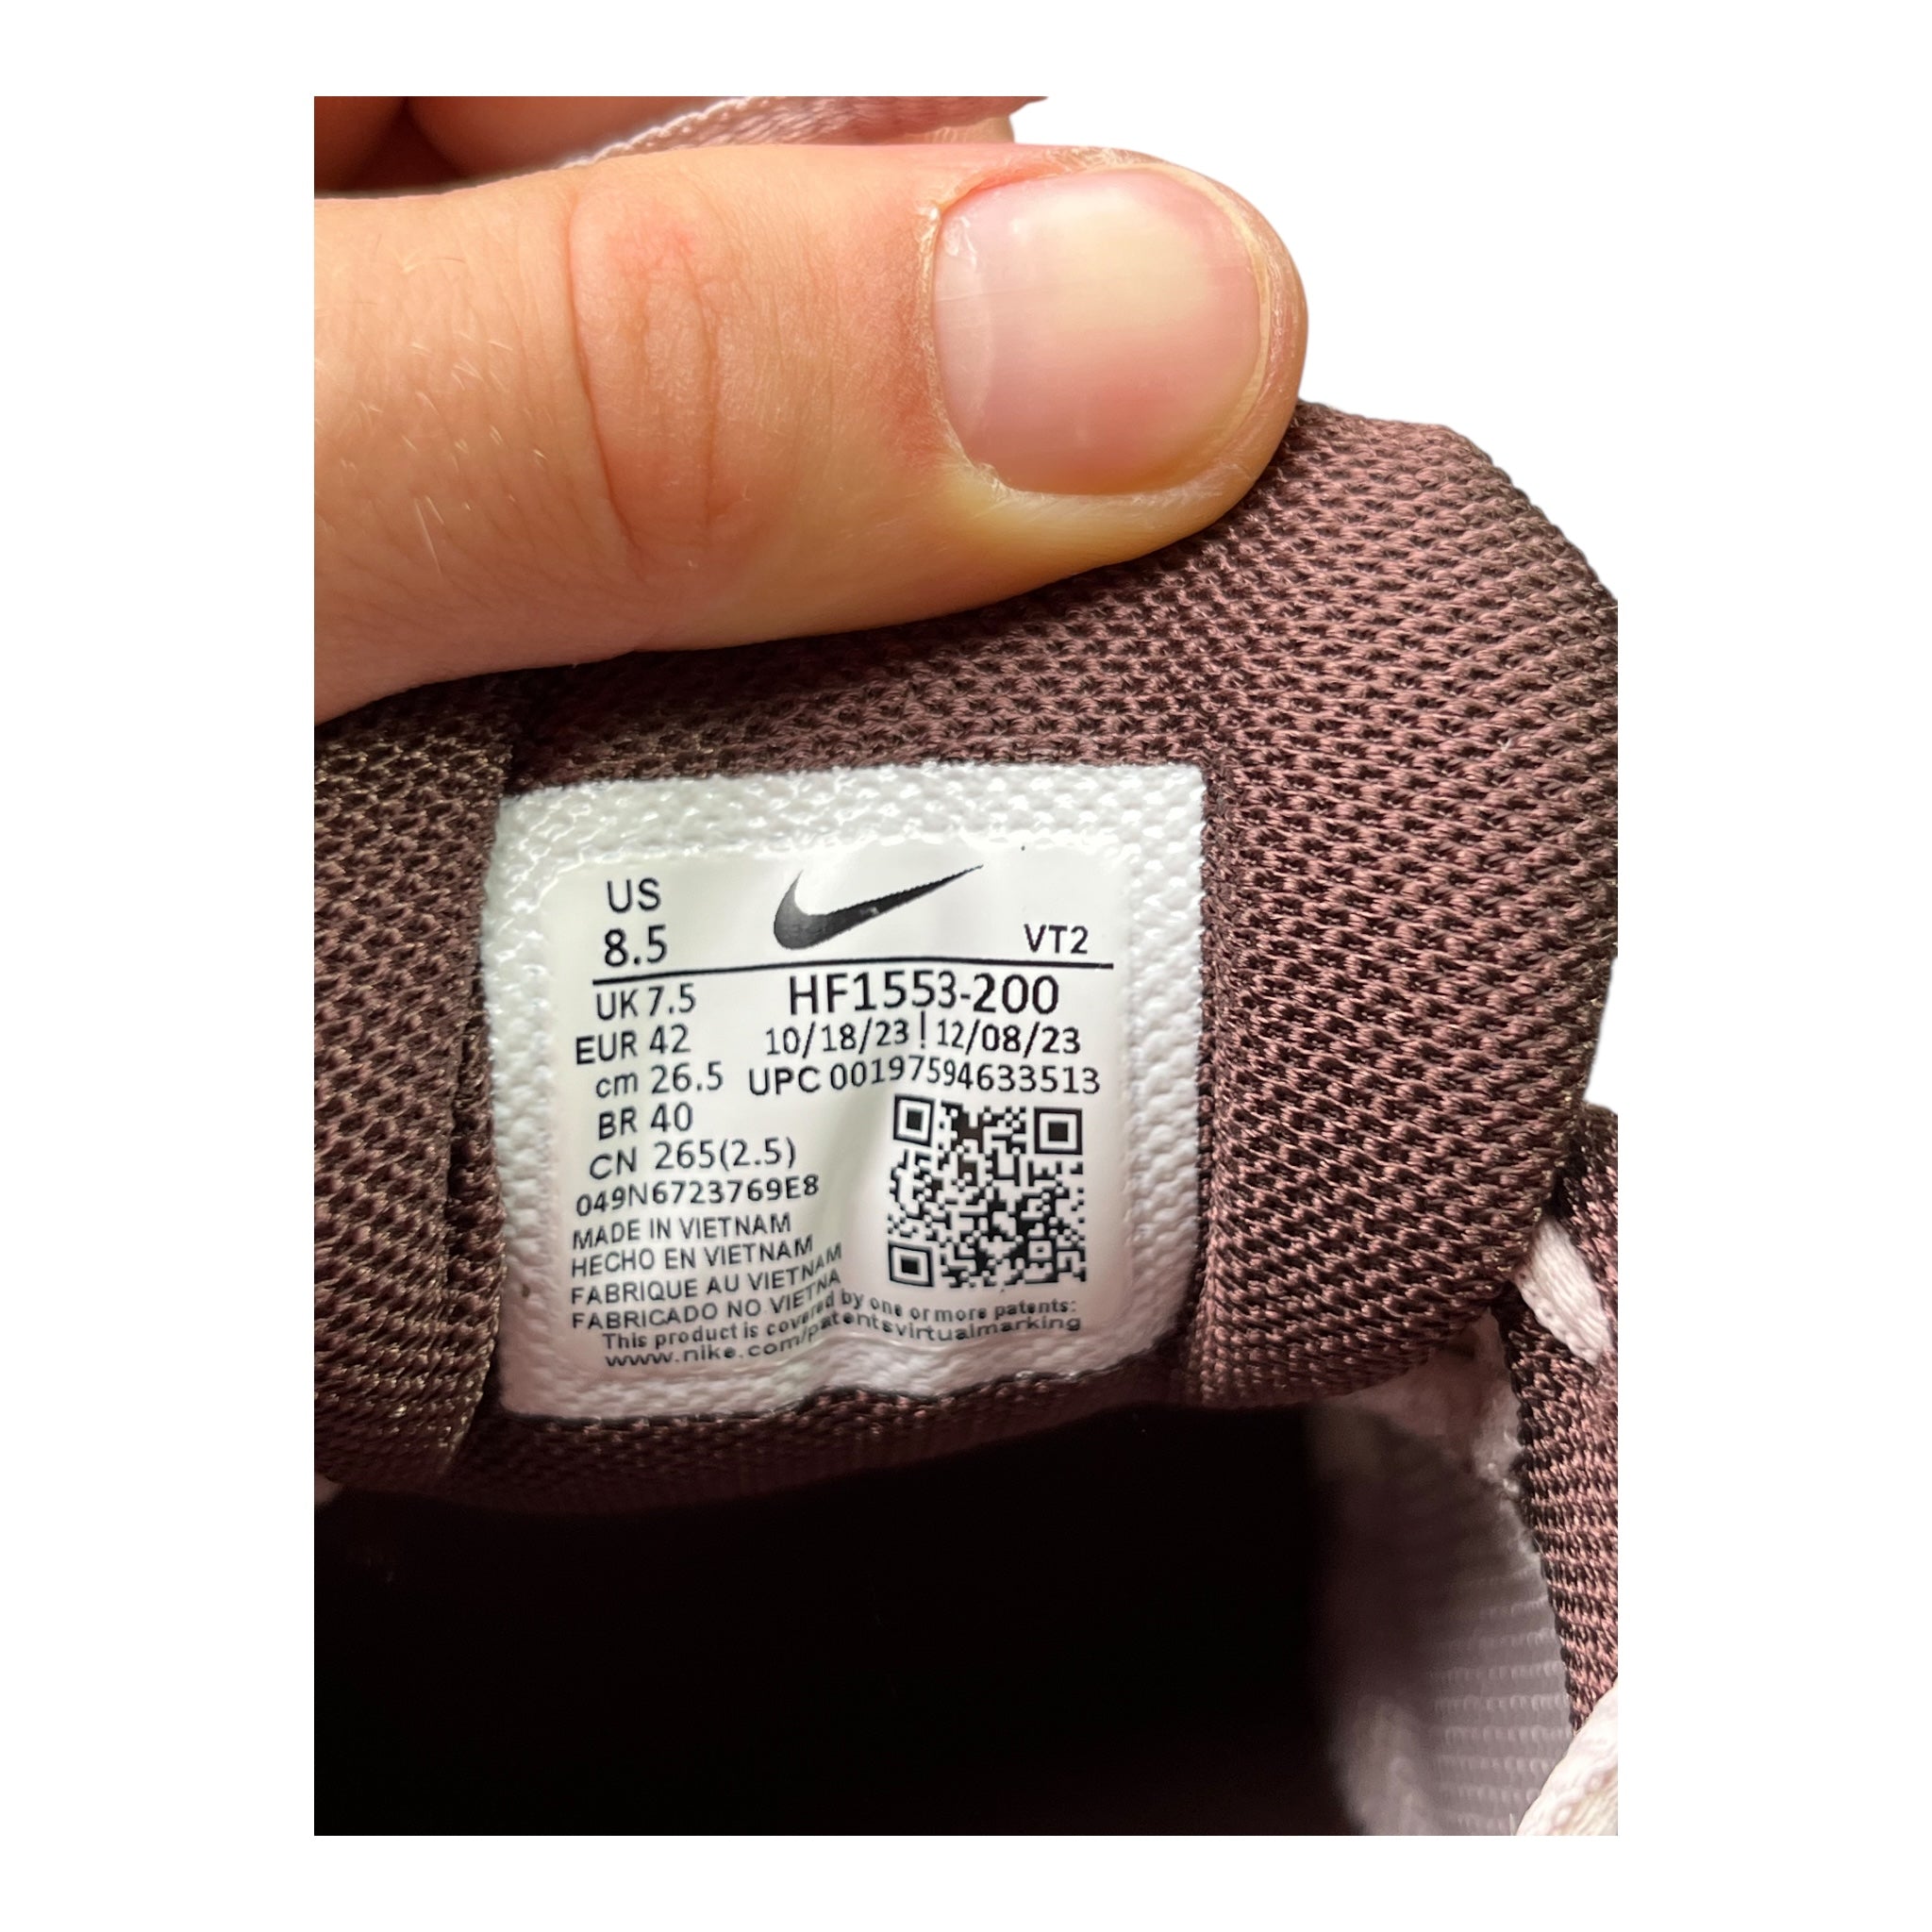 US
8.5
VT2
UK 7.5
HF1553-200
EUR 42
10/18/23 | 12/08/23
cm 26.5
UPC 00197594633513
BR 40
CN 265(2.5)
049N6723769E8
MADE IN VIETNAM
HECHO EN VIETNAM
FABRIQUE AU VIETNAM
FABRICADO NO VIETNA
This product is covered by one or more patents:
www.nike.com/patentsvirtualmarking